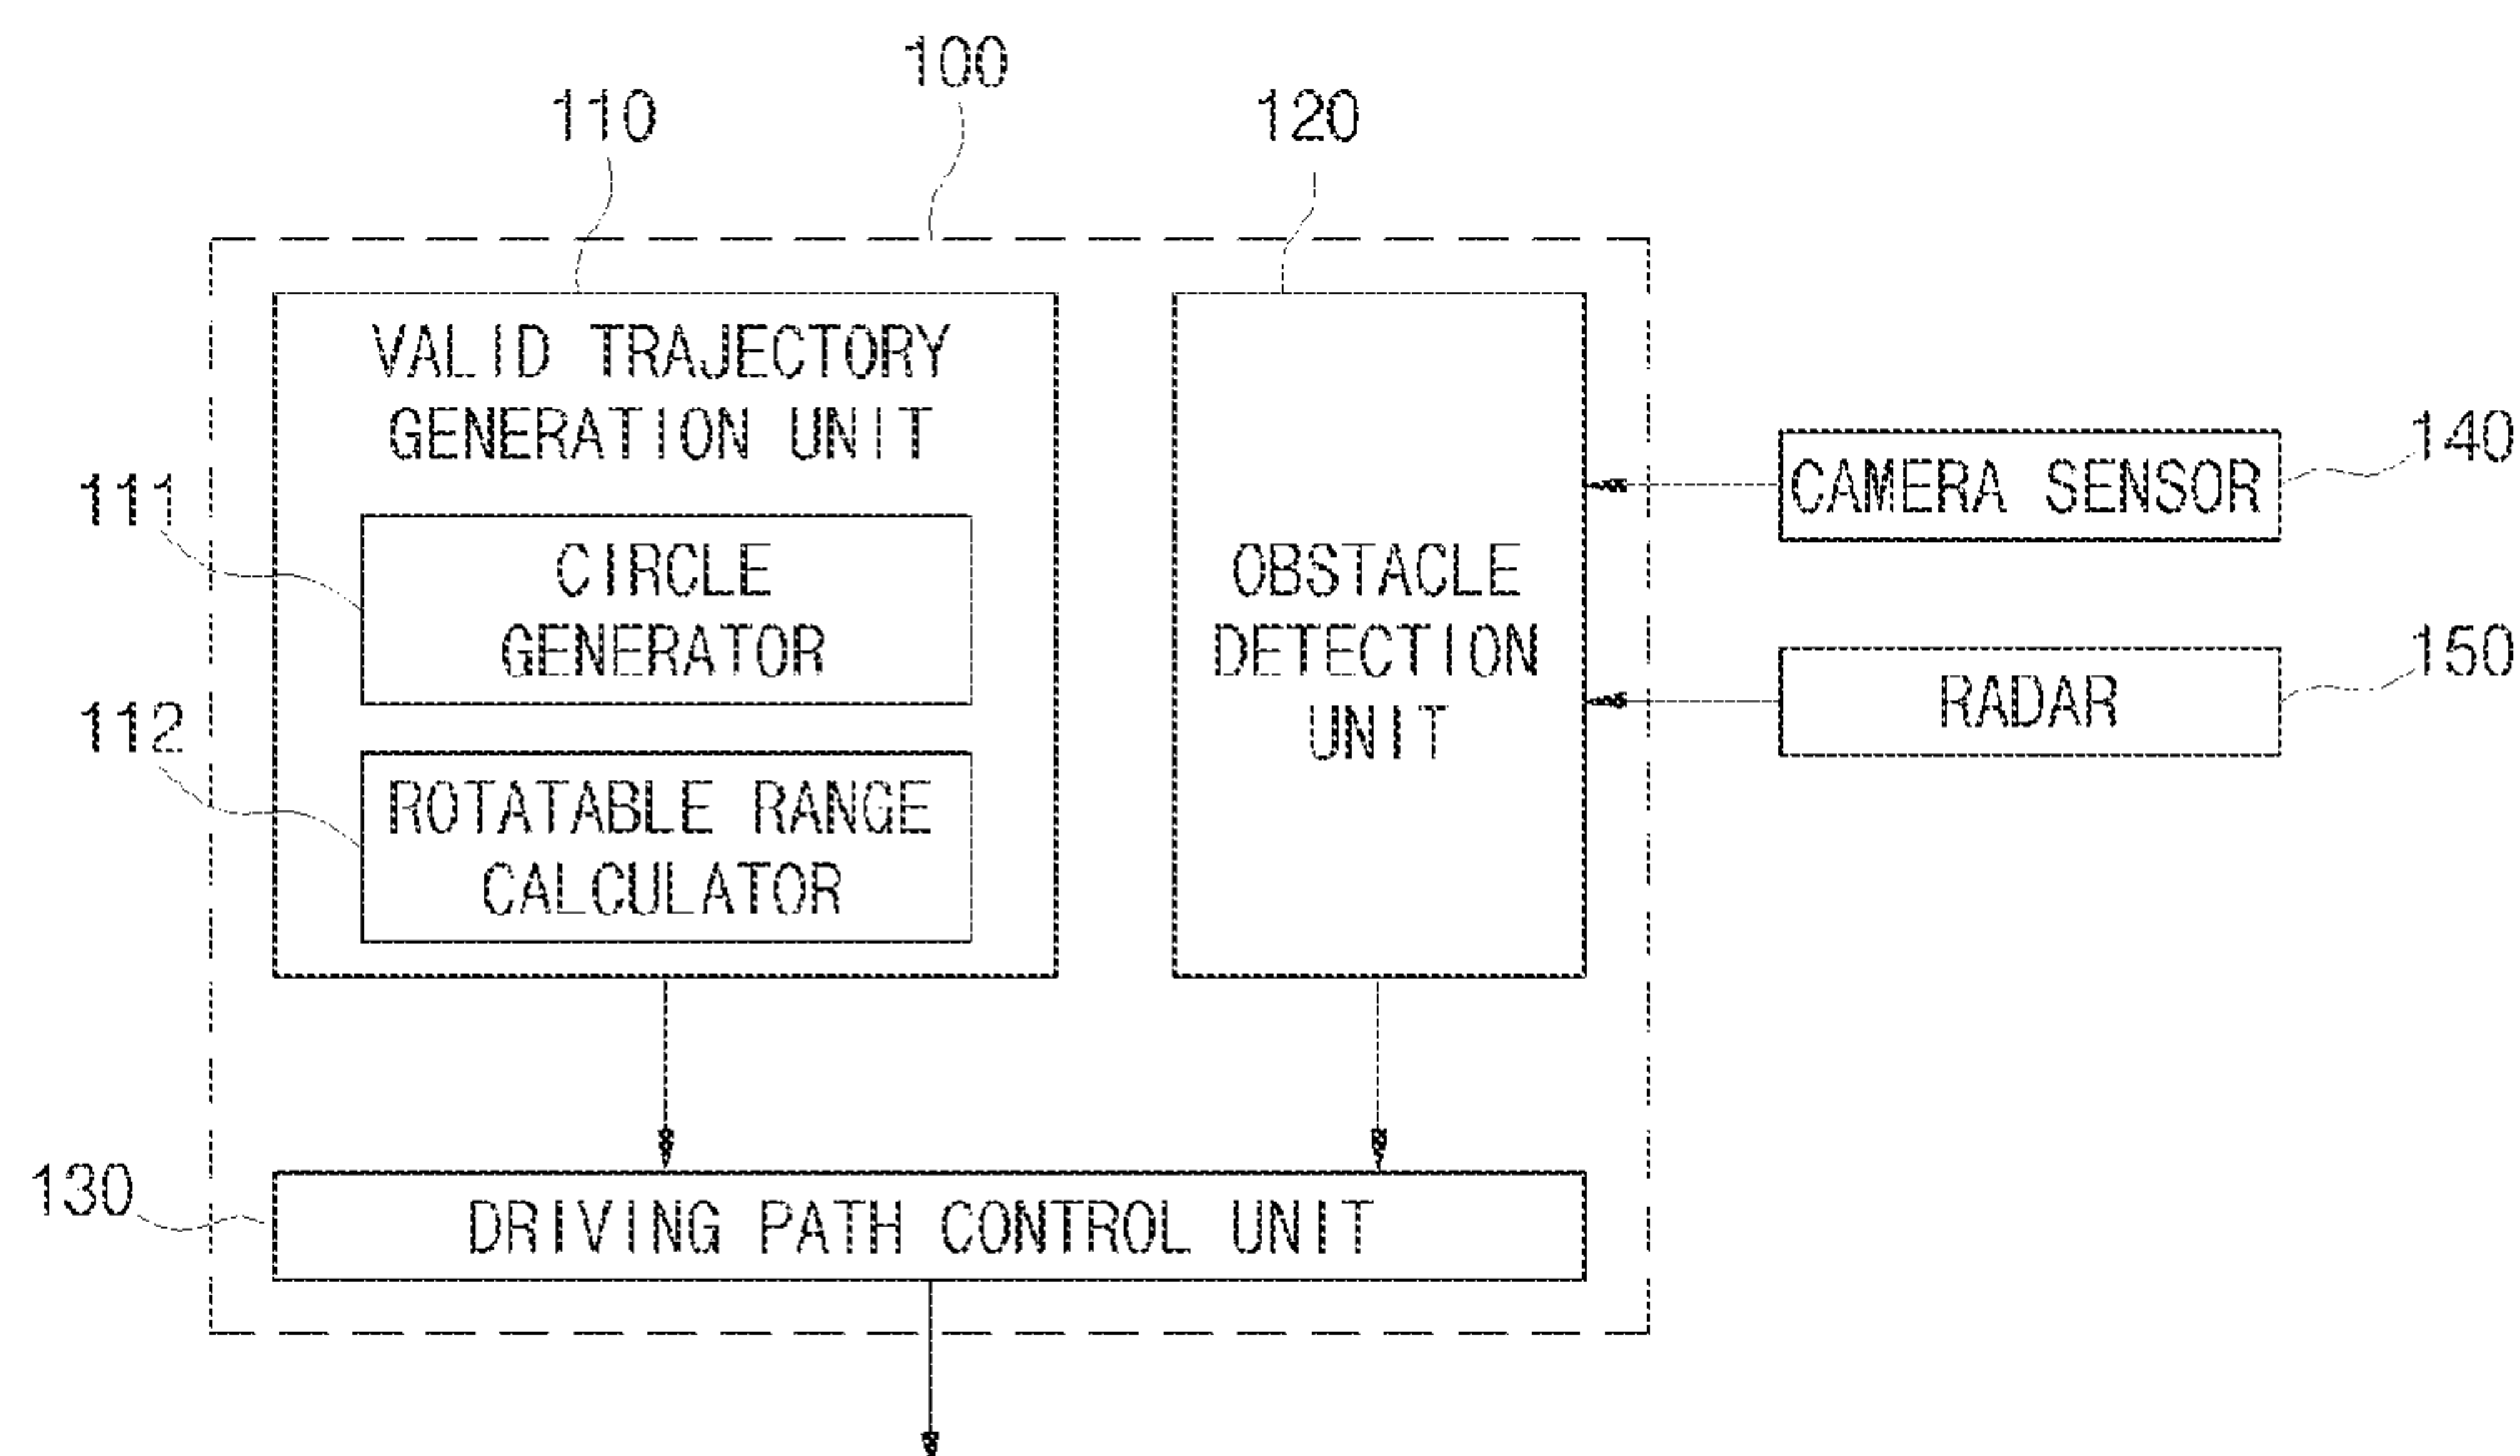 100
110
120
VALID TRAJECTORY
GENERATION UNIT
111
CIRCLE
GENERATOR
112
ROTATABLE RANGE
CALCULATOR
OBSTACLE
DETECTION
UNIT
CAMERA SENSOR
140
RADAR
150
130
DRIVING PATH CONTROL UNIT